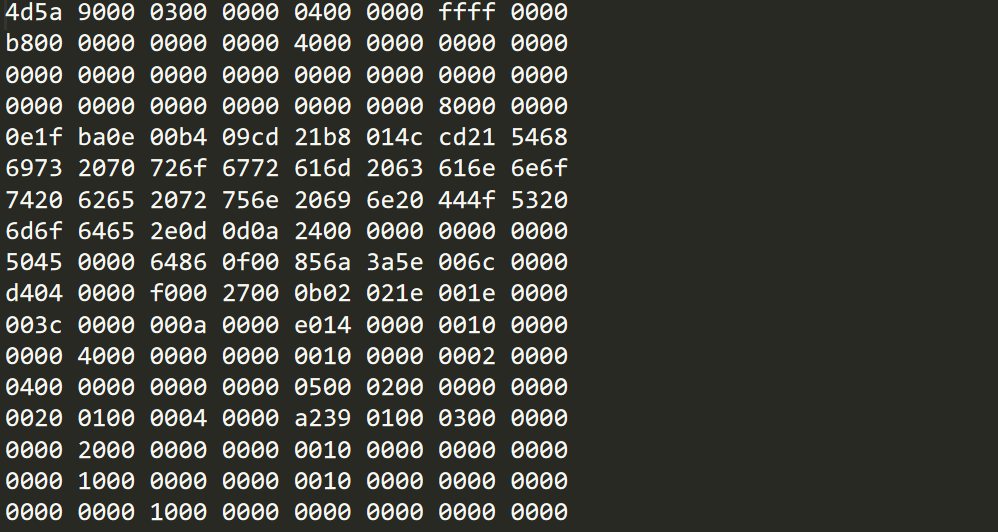 4d5a 9000 0300 0000 0400 0000 ffff 0000
b800 0000 0000 0000 4000 0000 0000 0000
0000 0000 0000 0000 0000 0000 0000 0000
0000 0000 0000 0000 0000 0000 8000 0000
0e1f ba0e 00b4 09cd 21b8 014c cd21 5468
6973 2070 726f 6772 616d 2063 616e 6e6f
7420 6265 2072 756e 2069 6e20 444f 5320
6d6f 6465 2e0d 0d0a 2400 0000 0000 0000
5045 0000 6486 0f00 856a 3a5e 006c 0000
d404 0000 f000 2700 0b02 021e 001e 0000
003c 0000 000a 0000 e014 0000 0010 0000
0000 4000 0000 0000 0010 0000 0002 0000
0400 0000 0000 0000 0500 0200 0000 0000
0020 0100 0004 0000 a239 0100 0300 0000
0000 2000 0000 0000 0010 0000 0000 0000
0000 1000 0000 0000 0010 0000 0000 0000
0000 0000 1000 0000 0000 0000 0000 0000